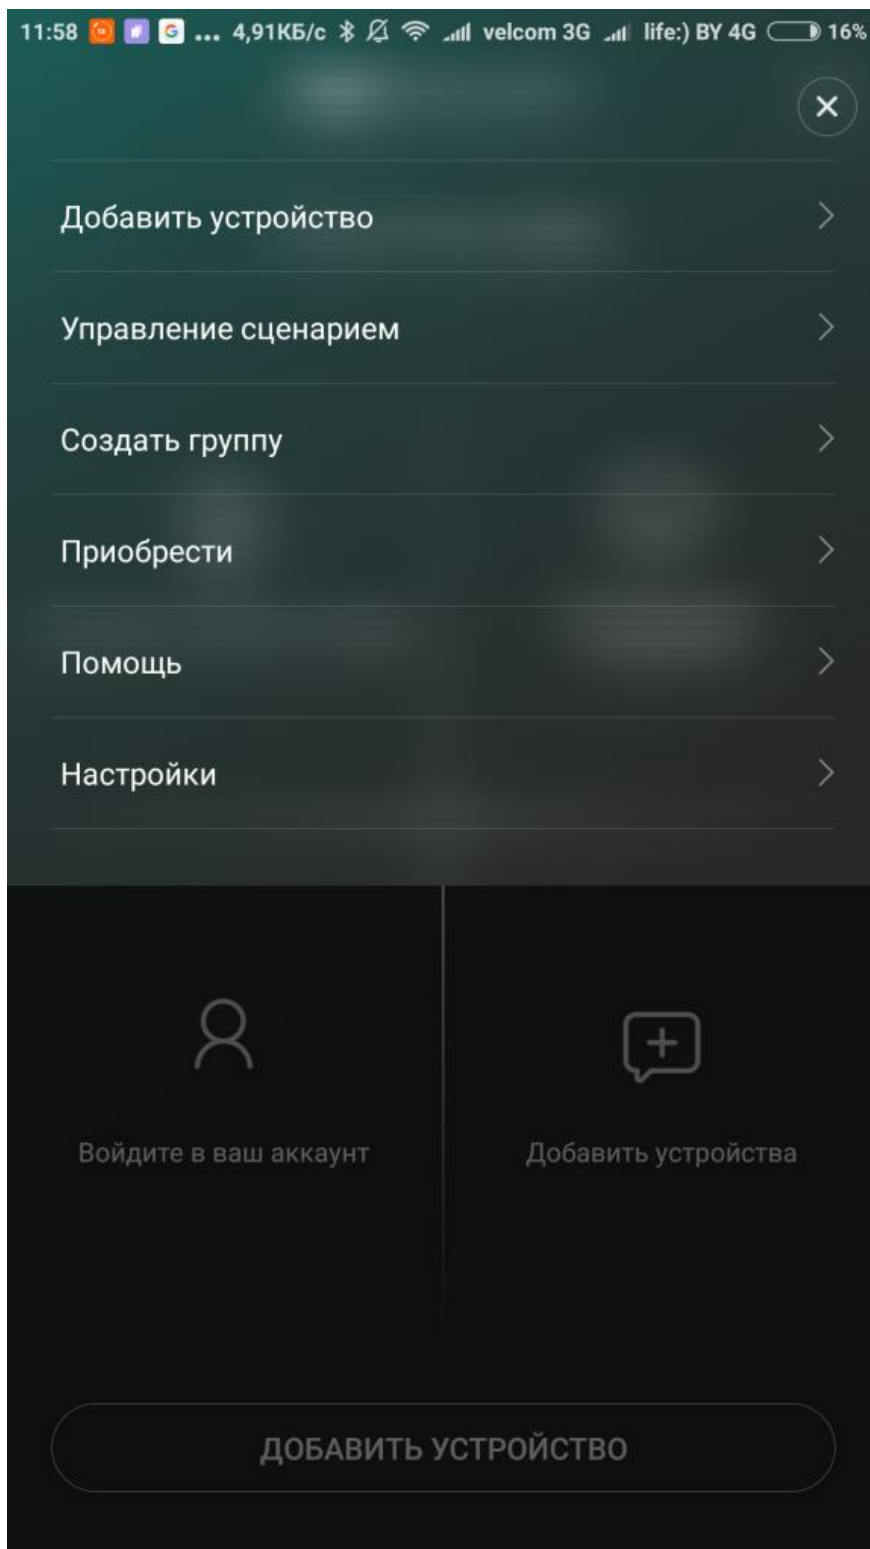 11:58 ... 4,91КБ/с velcom 3G life:) BY 4G 16%
Добавить устройство
Управление сценарием
Создать группу
Приобрести
Помощь
Настройки
Войдите в ваш аккаунт
Добавить устройства
ДОБАВИТЬ УСТРОЙСТВО